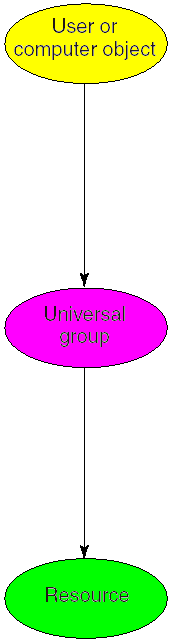 User or
computer object
Universal
group
Resource